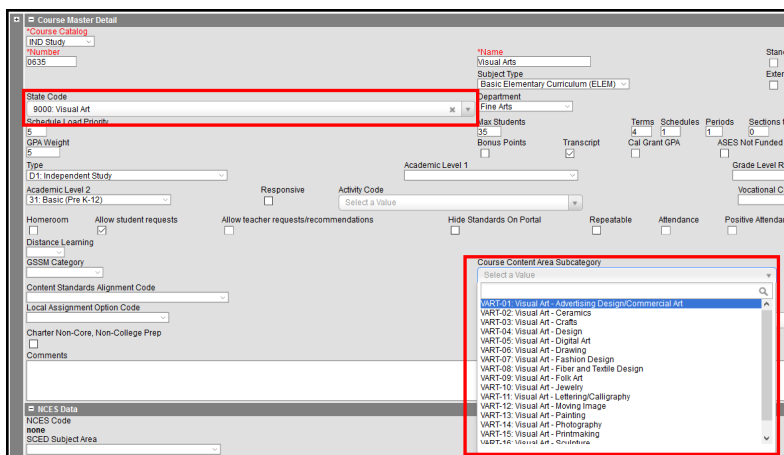 Course Master Detail
*Course Catalog
IND Study
*Number
*Name
0635
Visual Arts
Subject Type
Basic Elementary Curriculum (ELEM)
State Code
Department
9000: Visual Art
Fine Arts
Schedule Load Priority
Max Students
Terms Schedules Periods
5
35
4 1 1 0
GPA Weight
Bonus Points Transcript Cal Grant GPA ASES Not Funded
5
Type
Academic Level 1
Grade Level
D1: Independent Study
Academic Level 2
Responsive
Activity Code
31: Basic (Pre K-12)
Select a Value
Homeroom Allow student requests Allow teacher requests/recommendations Hide Standards On Portal Repeatable Attendance Positive
Distance Learning
GSSM Category
Course Content Area Subcategory
Select a Value
Content Standards Alignment Code
Local Assignment Option Code
VART-01: Visual Art - Advertising Design/Commercial Art
VART-02: Visual Art - Ceramics
VART-03: Visual Art - Crafts
VART-04: Visual Art - Design
VART-05: Visual Art - Digital Art
VART-06: Visual Art - Drawing
VART-07: Visual Art - Fashion Design
VART-08: Visual Art - Fiber and Textile Design
VART-09: Visual Art - Folk Art
VART-10: Visual Art - Jewelry
VART-11: Visual Art - Lettering/Calligraphy
VART-12: Visual Art - Moving Image
VART-13: Visual Art - Painting
VART-14: Visual Art - Photography
VART-15: Visual Art - Printmaking
VART-16: Visual Art - Sculpture
Charter Non-Core, Non-College Prep
Comments
NCES Data
NCES Code
none
SCED Subject Area